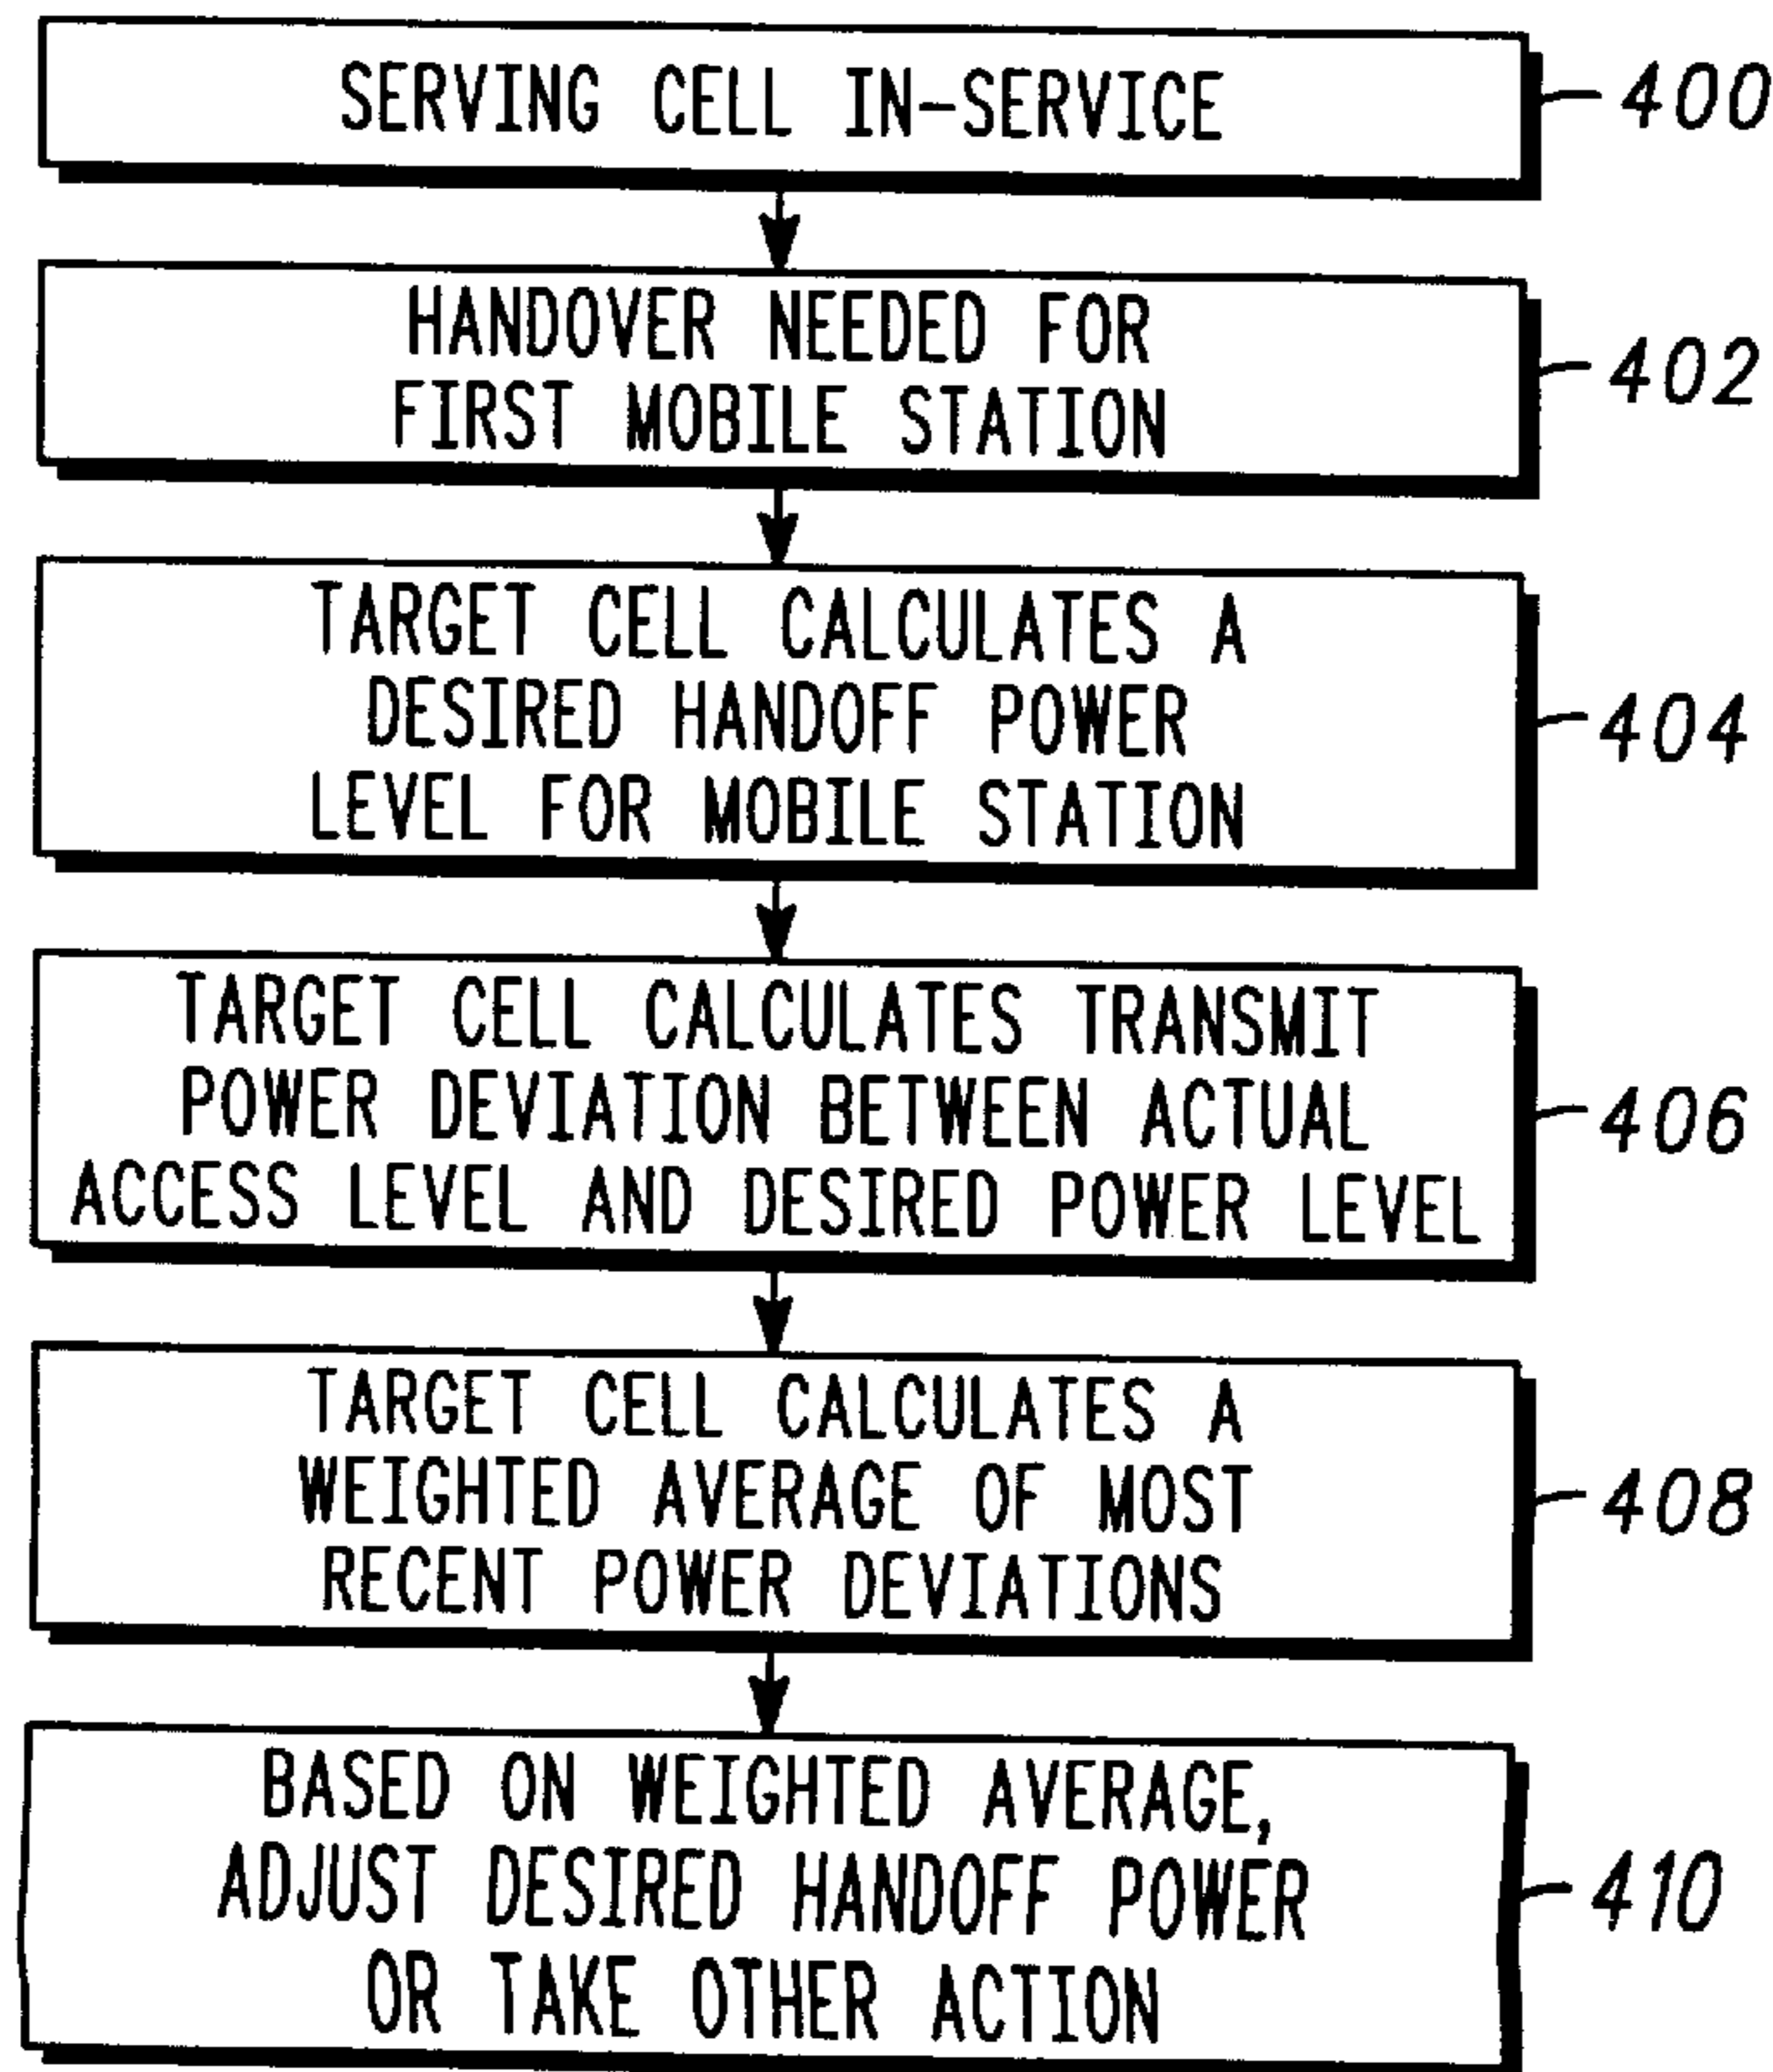 SERVING CELL IN-SERVICE
400
HANDOVER NEEDED FOR
FIRST MOBILE STATION
402
TARGET CELL CALCULATES A
DESIRED HANDOFF POWER
LEVEL FOR MOBILE STATION
404
TARGET CELL CALCULATES TRANSMIT
POWER DEVIATION BETWEEN ACTUAL
ACCESS LEVEL AND DESIRED POWER LEVEL
406
TARGET CELL CALCULATES A
WEIGHTED AVERAGE OF MOST
RECENT POWER DEVIATIONS
408
BASED ON WEIGHTED AVERAGE,
ADJUST DESIRED HANDOFF POWER
OR TAKE OTHER ACTION
410